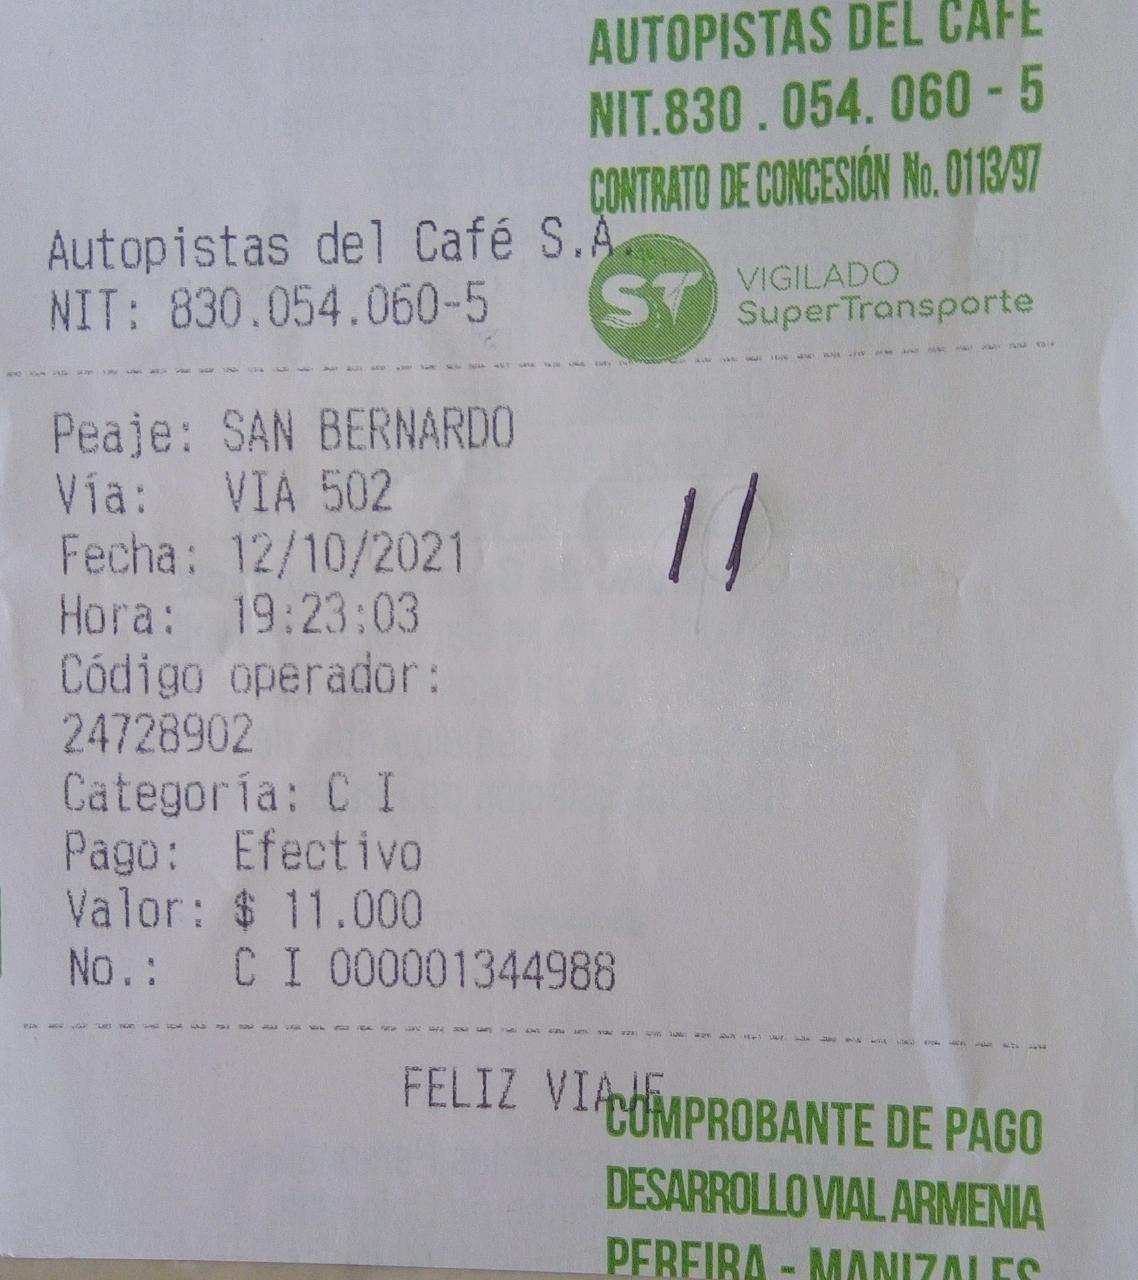 AUTOPISTAS DEL CAFE
NIT.830 . 054. 060 - 5
CONTRATO DE CONCESIÓN No. 0113/97
Autopistas del Café S.A.
NIT: 830.054.060-5
ST
VIGILADO
SuperTransporte
Peaje: SAN BERNARDO
Vía: VIA 502
Fecha: 12/10/2021
Hora: 19:23:03
Código operador:
24728902
Categoría: C I
Pago: Efectivo
Valor: $ 11.000
No.: C I 000001344988
11
FELIZ VIAJE
COMPROBANTE DE PAGO
DESARROLLO VIAL ARMENIA
PEREIRA - MANIZALES